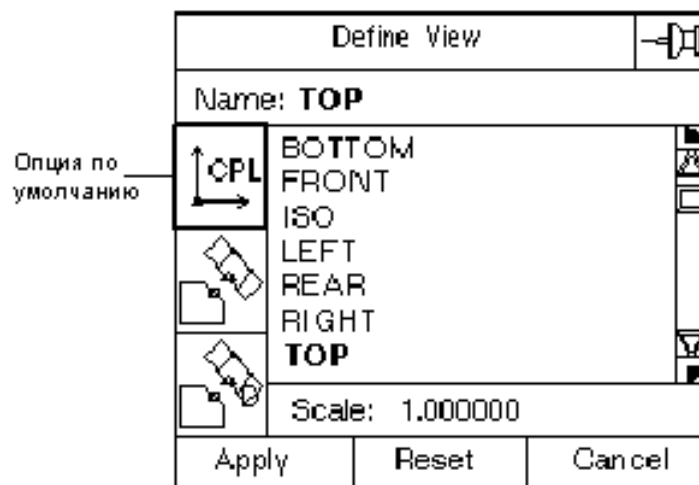 Define View
Name: TOP
Опция по
умолчанию
CPL
BOTTOM
FRONT
ISO
LEFT
REAR
RIGHT
TOP
Scale: 1.000000
Apply
Reset
Cancel